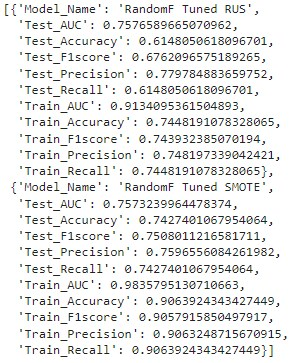 [{'Model_Name': 'RandomF Tuned RUS',
'Test_AUC': 0.7576589665070962,
'Test_Accuracy': 0.6148050618096701,
'Test_F1score': 0.6762096575189265,
'Test_Precision': 0.779784883659752,
'Test_Recall': 0.6148050618096701,
'Train_AUC': 0.9134095361504893,
'Train_Accuracy': 0.7448191078328065,
'Train_F1score': 0.743932385070194,
'Train_Precision': 0.748197339042421,
'Train_Recall': 0.7448191078328065},
{'Model_Name': 'RandomF Tuned SMOTE',
'Test_AUC': 0.7573239964478374,
'Test_Accuracy': 0.7427401067954064,
'Test_F1score': 0.7508011216581711,
'Test_Precision': 0.7596556084261982,
'Test_Recall': 0.7427401067954064,
'Train_AUC': 0.9835795130710663,
'Train_Accuracy': 0.9063924343427449,
'Train_F1score': 0.9057915850497917,
'Train_Precision': 0.9063248715670915,
'Train_Recall': 0.9063924343427449}]